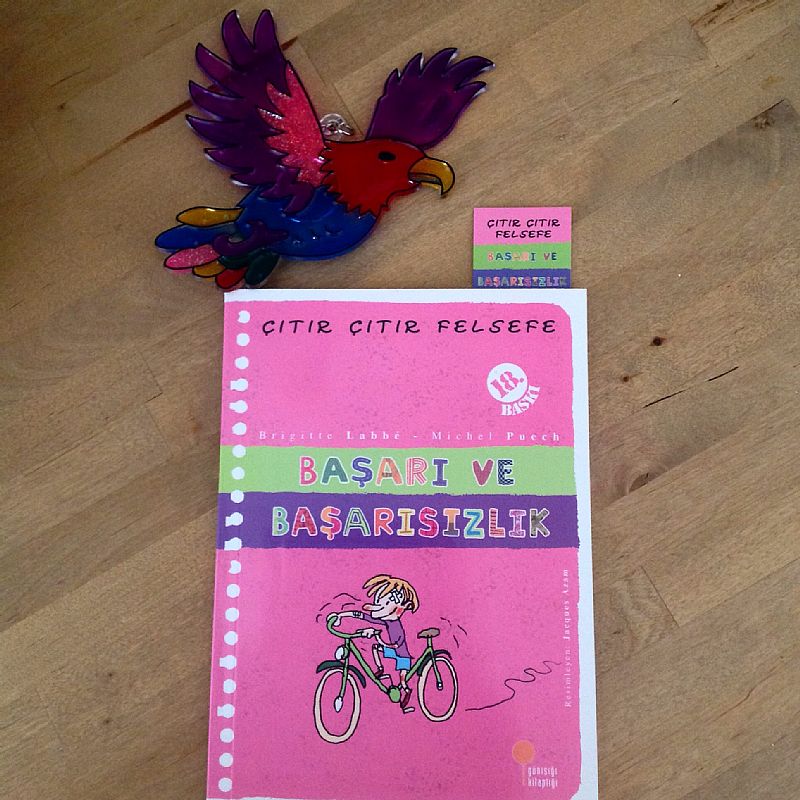 ÇITIR ÇITIR
FELSEFE
BAŞARI VE
BAŞARISIZLIK
ÇITIR ÇITIR FELSEFE
18.
BASKI
Brigitte Labbé - Michel Puech
BAŞARI VE
BAŞARISIZLIK
Resimleyen: Jacques Azam
günışığı
kitaplığı